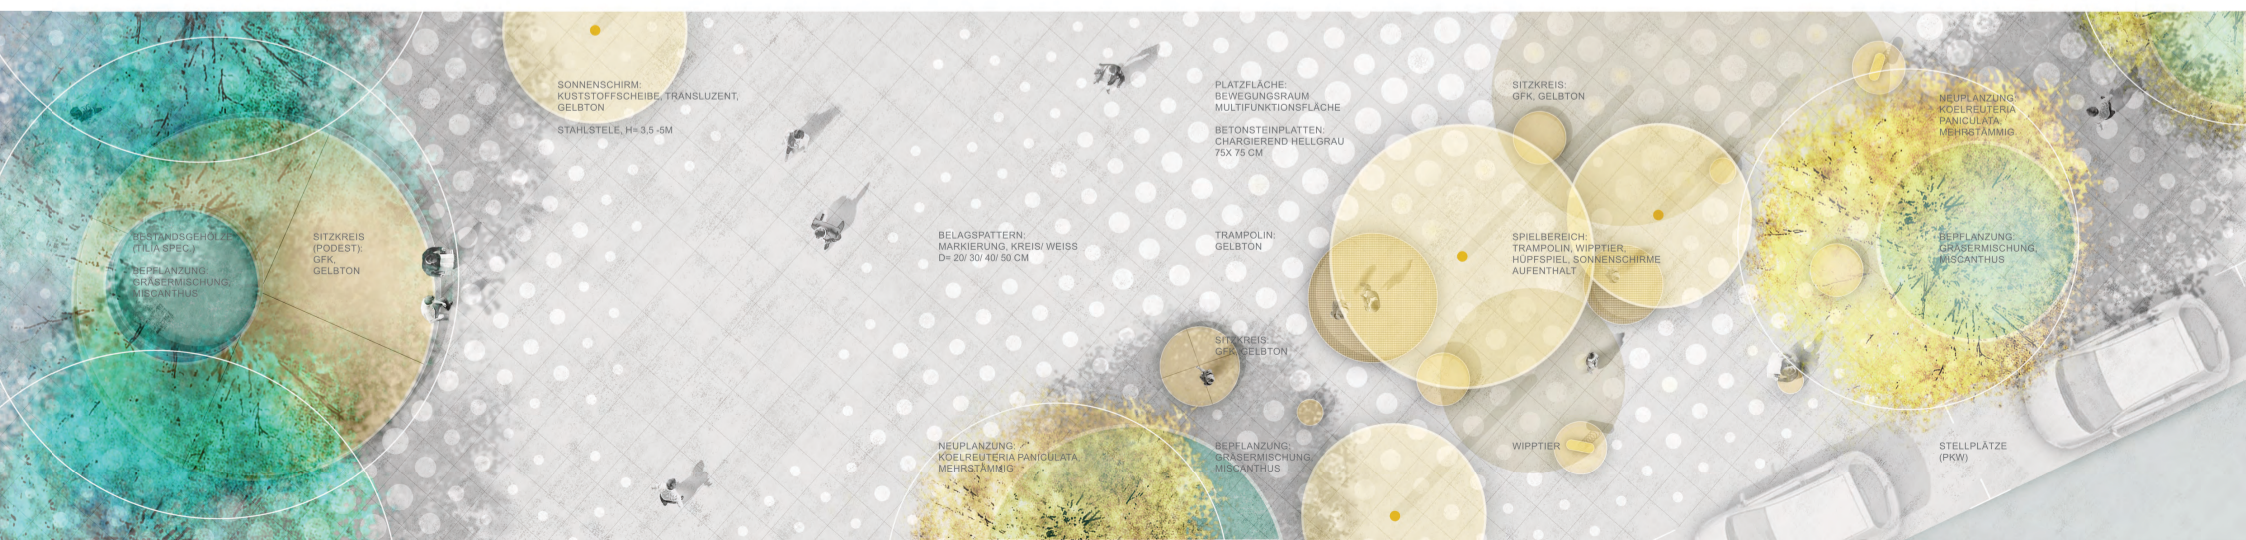 SONNENSCHIRM:
KUSTSTOFFSCHEIBE, TRANSLUZENT,
GELBTON
STAHLSTELE, H= 3,5 -5M
PLATZFLÄCHE:
BEWEGUNGSRAUM
MULTIFUNKTIONSFLÄCHE
BETONSTEINPLATTEN:
CHARGIEREND HELLGRAU
75X 75 CM
SITZKREIS:
GFK, GELBTON
NEUPLANZUNG:
KOELREUTERIA
PANICULATA
MEHRSTÄMMIG
BESTANDSGEHÖLZE
(TILIA SPEC.)
BEPFLANZUNG:
GRÄSERMISCHUNG,
MISCANTHUS
SITZKREIS
(PODEST):
GFK,
GELBTON
BELAGSPATTERN:
MARKIERUNG, KREIS/ WEISS
D= 20/ 30/ 40/ 50 CM
TRAMPOLIN:
GELBTON
SPIELBEREICH:
TRAMPOLIN, WIPPTIER,
HÜPFSPIEL, SONNENSCHIRME
AUFENTHALT
BEPFLANZUNG:
GRÄSERMISCHUNG,
MISCANTHUS
SITZKREIS:
GFK, GELBTON
NEUPLANZUNG:
KOELREUTERIA PANICULATA
MEHRSTÄMMIG
BEPFLANZUNG:
GRÄSERMISCHUNG,
MISCANTHUS
WIPPTIER
STELLPLÄTZE
(PKW)